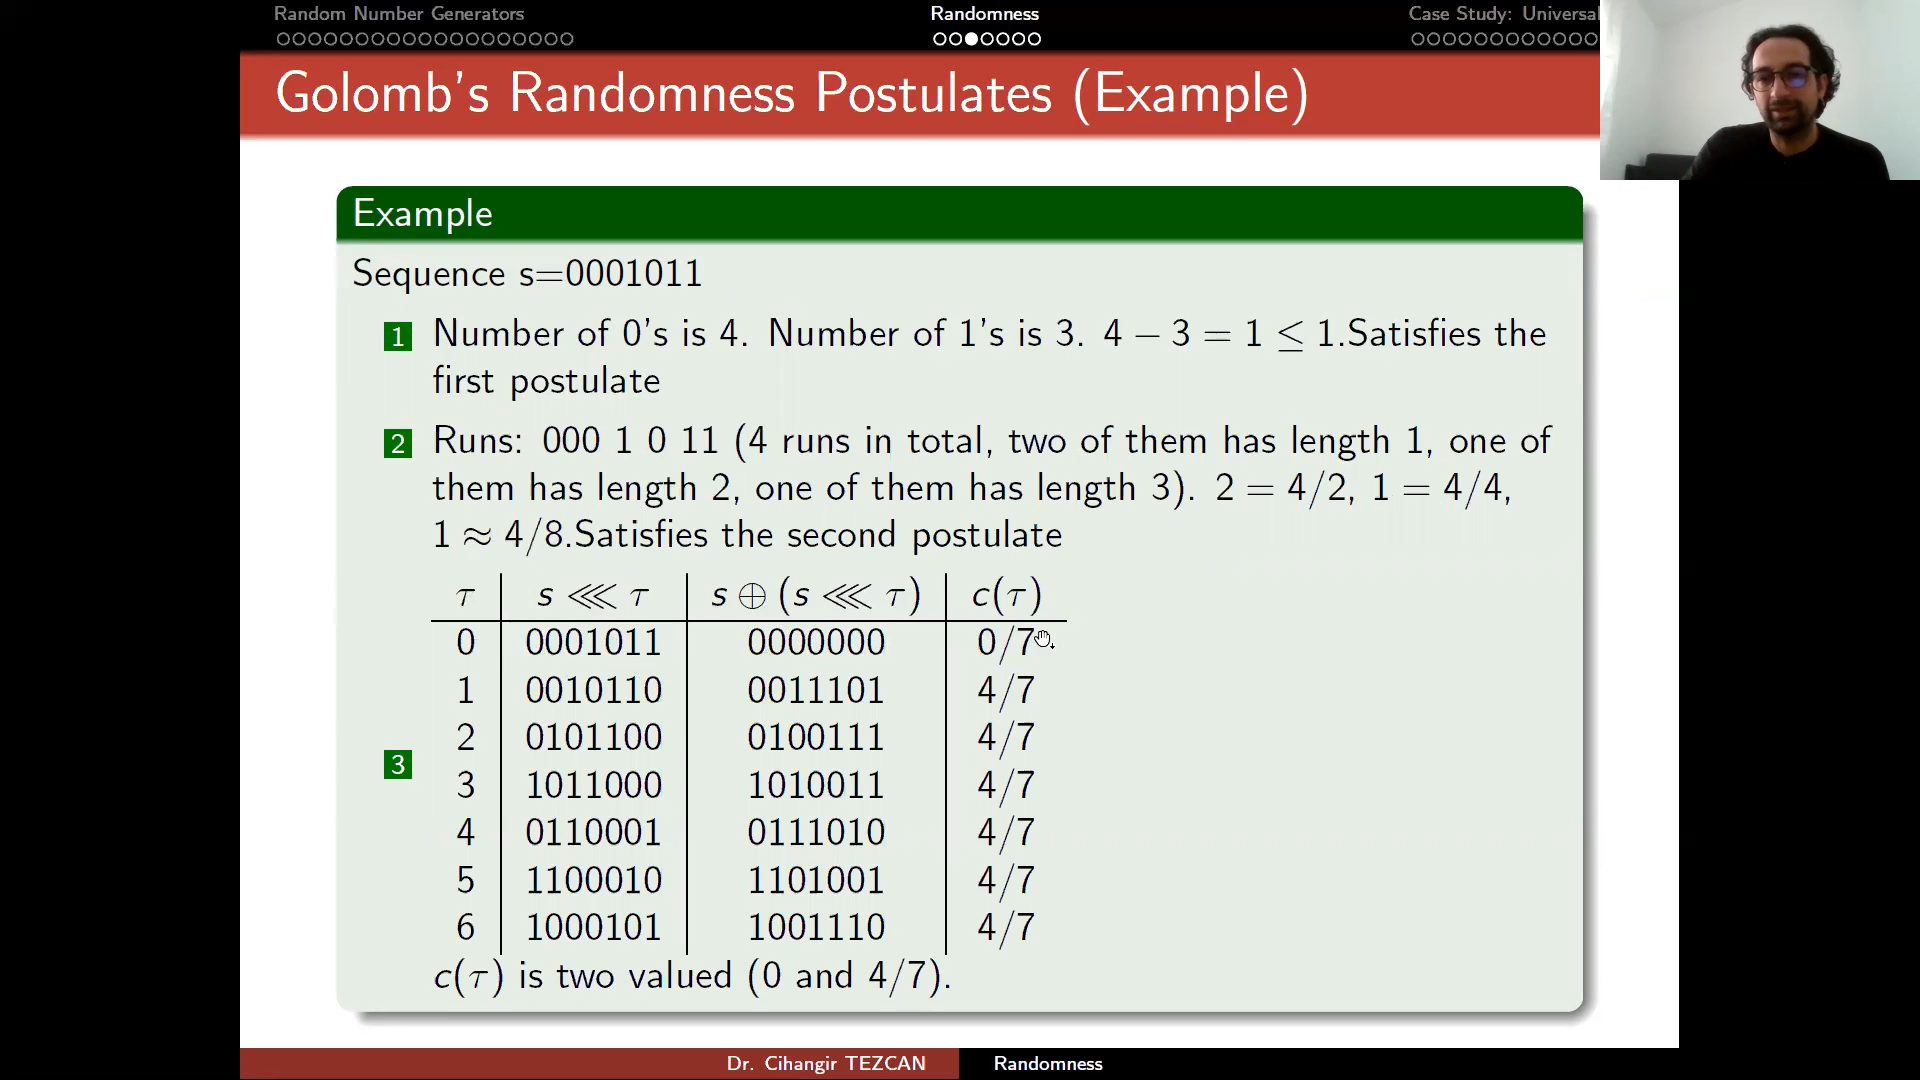 Random Number Generators
Randomness
Case Study: Universal
Golomb's Randomness Postulates (Example)
Example
Sequence s=0001011
1 Number of 0's is 4. Number of 1's is 3. 4 − 3 = 1 ≤ 1.Satisfies the
first postulate
2 Runs: 000 1 0 11 (4 runs in total, two of them has length 1, one of
them has length 2, one of them has length 3). 2 = 4/2, 1 = 4/4,
1 ≈ 4/8.Satisfies the second postulate
τ s ⋘ τ s ⊕ (s ⋘ τ) c(τ)
0 0001011 0000000 0/7
1 0010110 0011101 4/7
2 0101100 0100111 4/7
3
3 1011000 1010011 4/7
4 0110001 0111010 4/7
5 1100010 1101001 4/7
6 1000101 1001110 4/7
c(τ) is two valued (0 and 4/7).
Dr. Cihangir TEZCAN
Randomness